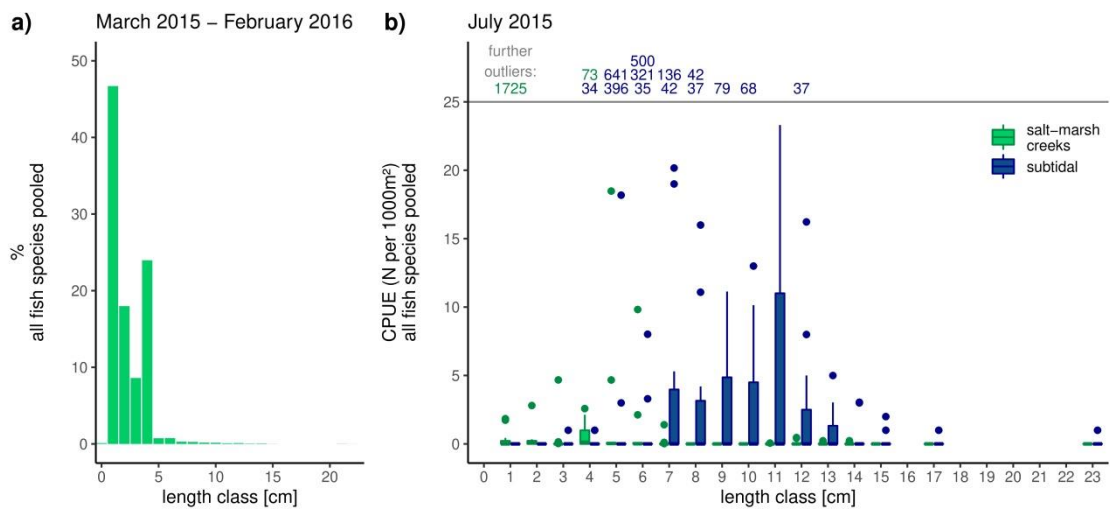 a) March 2015 – February 2016
50
40
30
20
10
0
%
all fish species pooled
0 5 10 15 20
length class [cm]
b) July 2015
further
outliers:
500
73 641 321 136 42
1725 34 396 35 42 37 79 68 37
25
20
15
10
5
0
CPUE (N per 1000m²)
all fish species pooled
salt−marsh
creeks
subtidal
0 1 2 3 4 5 6 7 8 9 10 11 12 13 14 15 16 17 18 19 20 21 22 23
length class [cm]